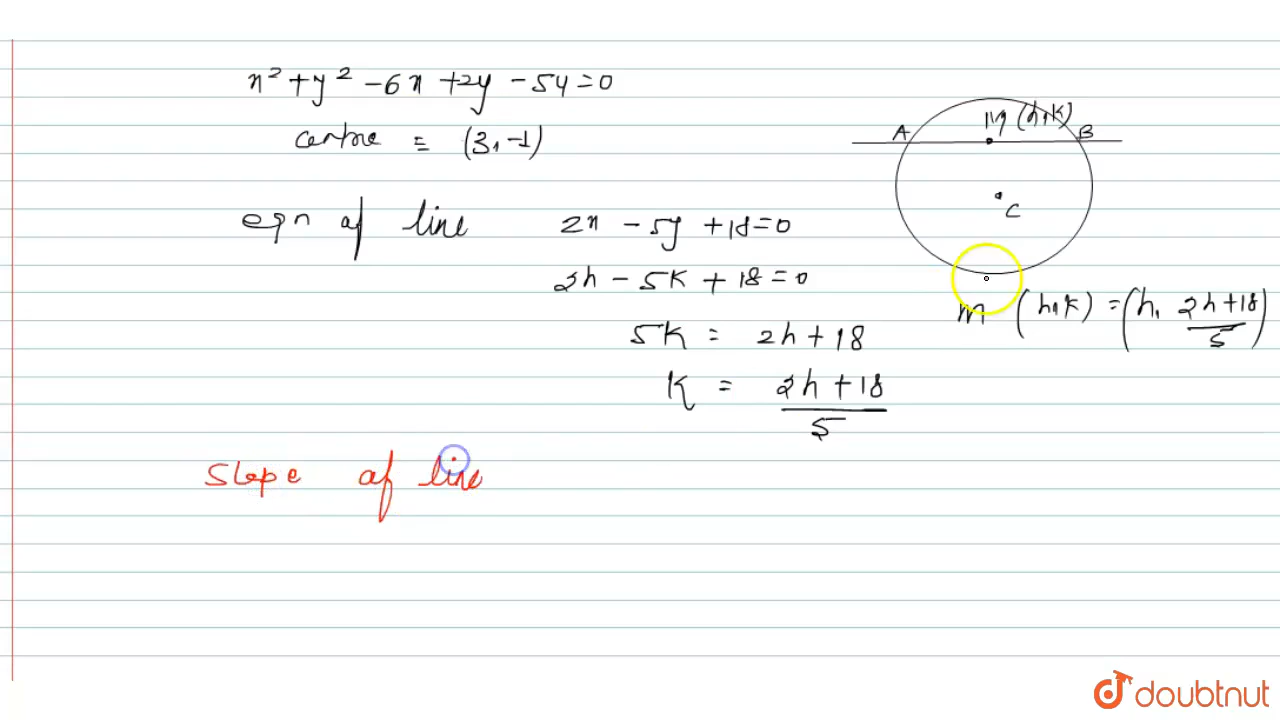 x² + y² - 6x + 2y - 54 = 0
centre = (3, -1)
A M (h, k) B
C
eqn of line 2x - 5y + 18 = 0
2h - 5k + 18 = 0
M (h, k) = (h, 2h + 18 / 5)
5k = 2h + 18
k = 2h + 18 / 5
Slope of line
doubtnut